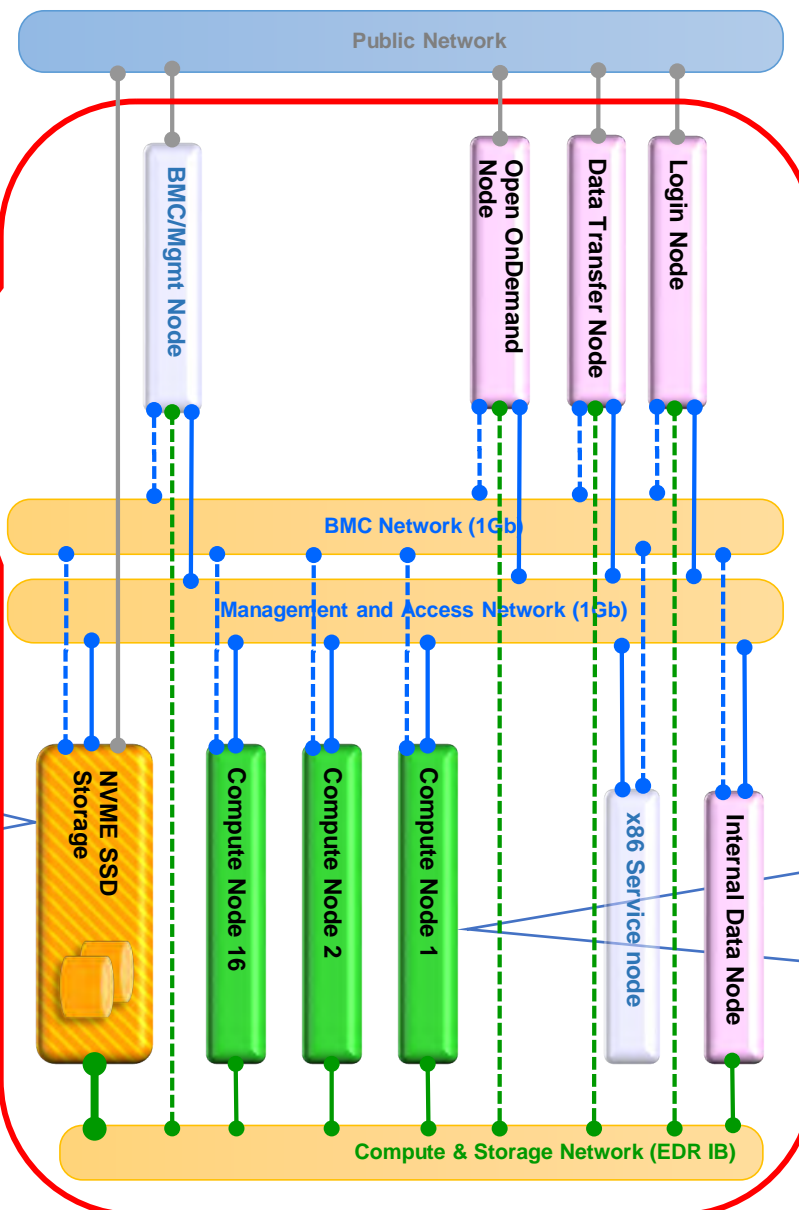 Public Network
BMC/Mgmt Node
Open OnDemand
Node
Data Transfer Node
Login Node
BMC Network (1Gb)
Management and Access Network (1Gb)
NVME SSD
Storage
Compute Node 16
Compute Node 2
Compute Node 1
x86 Service node
Internal Data Node
Compute & Storage Network (EDR IB)